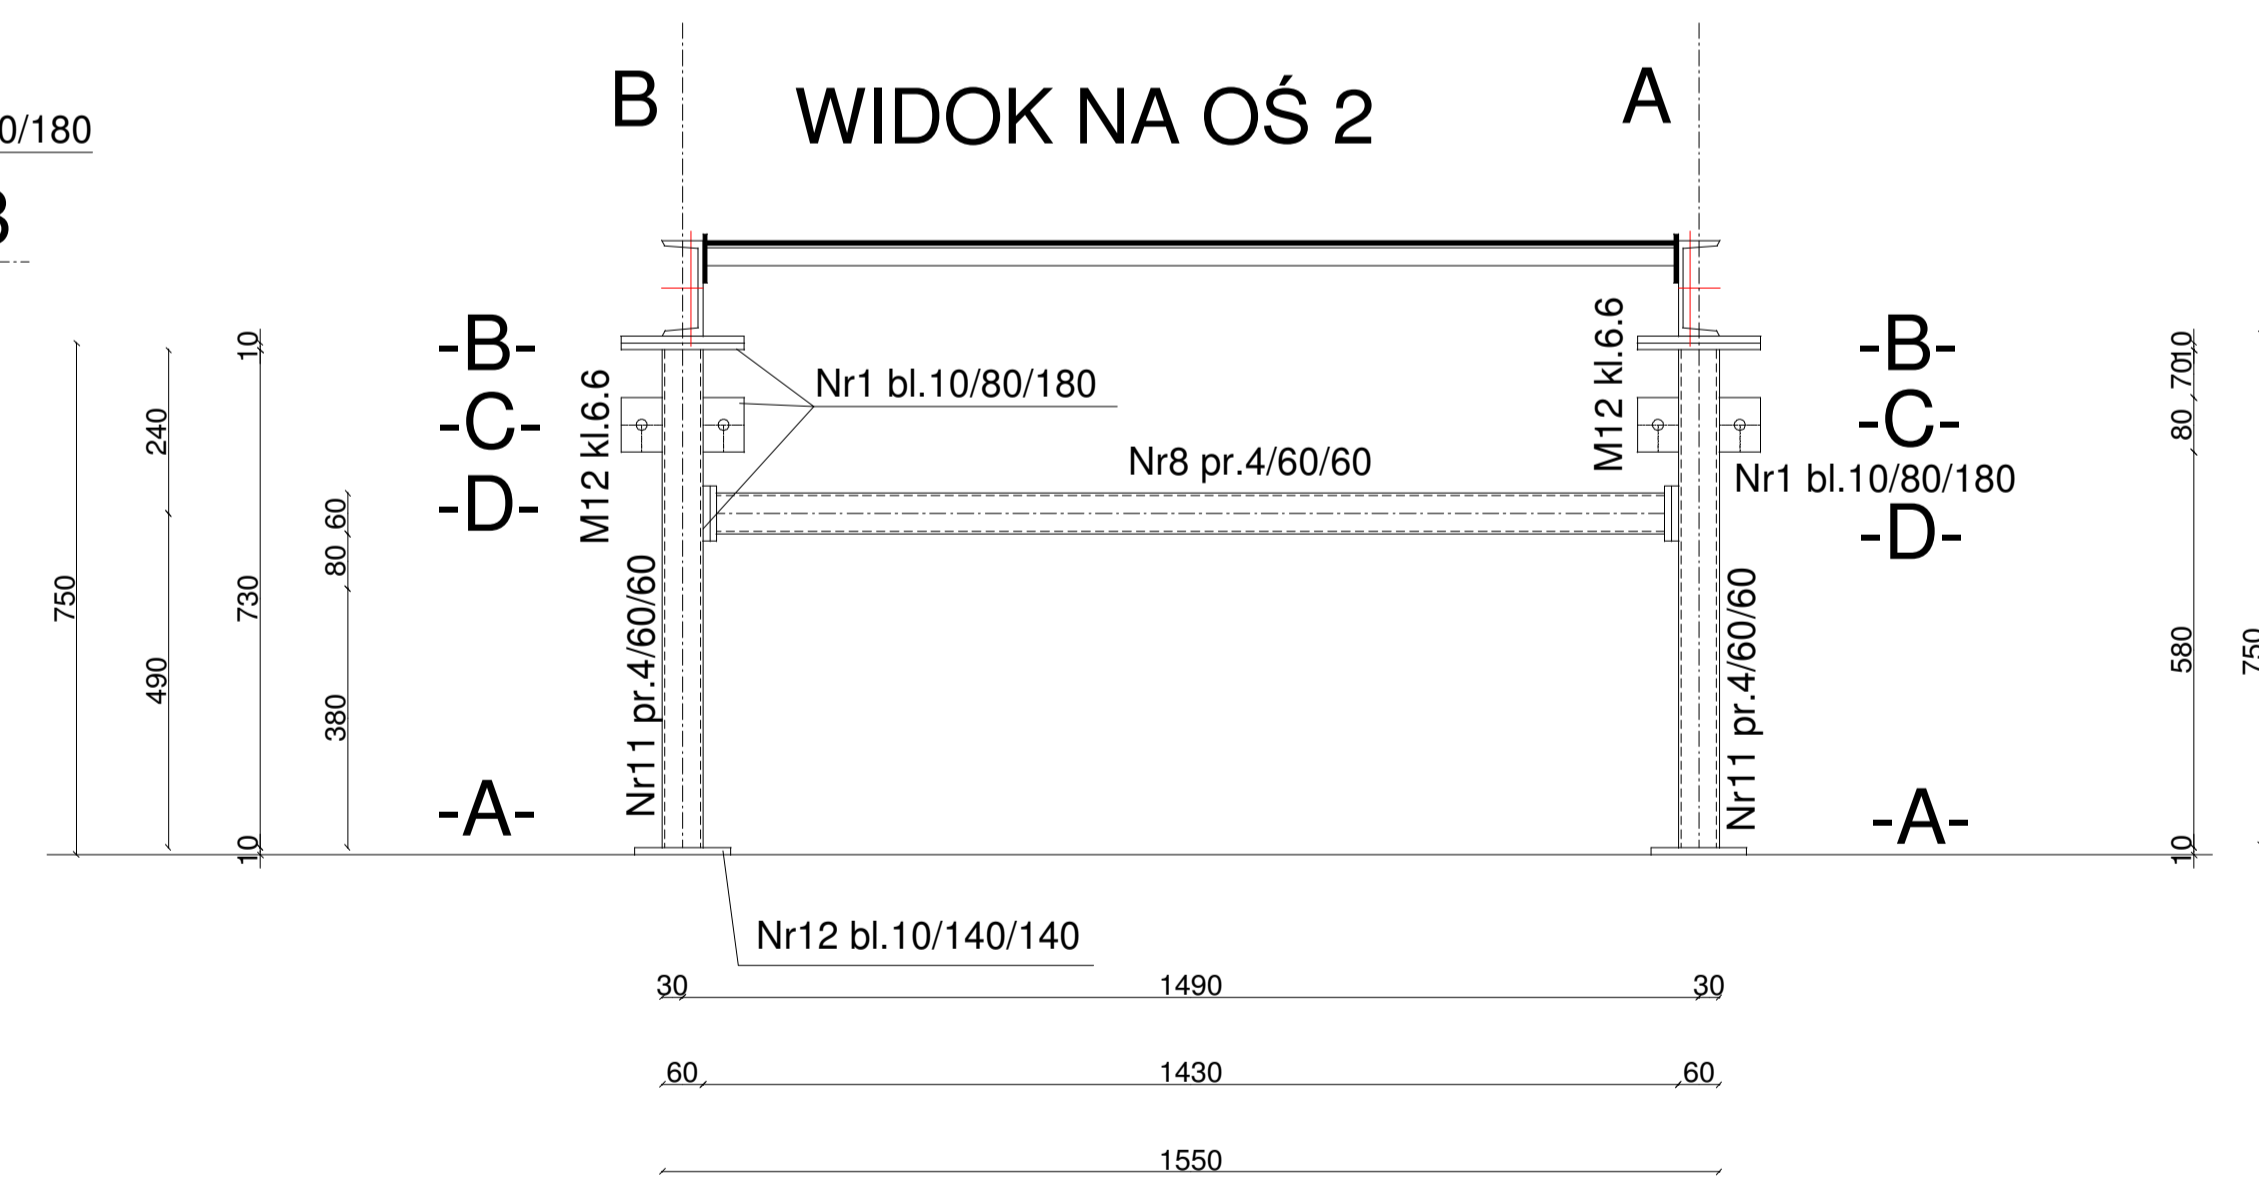 B
WIDOK NA OŚ 2
A
0/180
-B-
-C-
-D-
-A-
M12 kl.6.6
Nr1 bl.10/80/180
Nr8 pr.4/60/60
M12 kl.6.6
Nr1 bl.10/80/180
-B-
-C-
-D-
-A-
Nr11 pr.4/60/60
Nr11 pr.4/60/60
Nr12 bl.10/140/140
750
240
490
10
730
10
60
80
380
10
10
70
80
580
10
750
30
1490
30
60
1430
60
1550